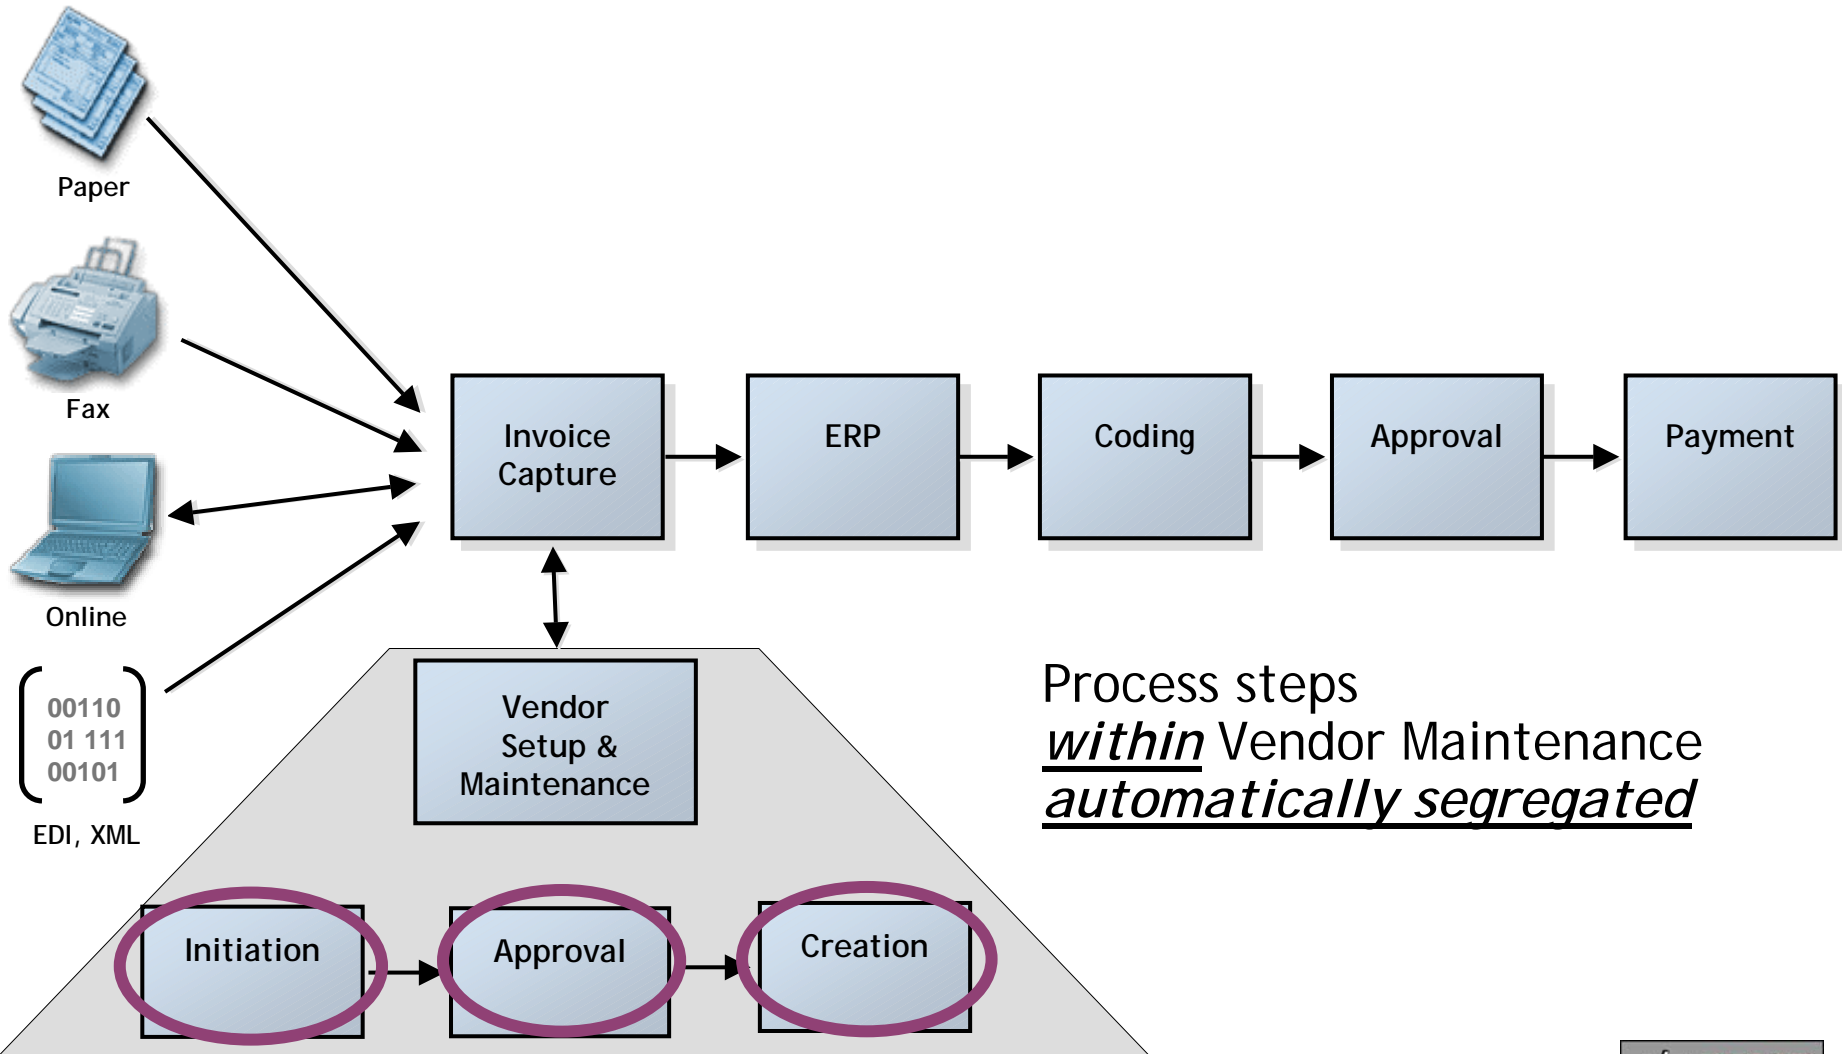 Paper
Fax
Online
00110
01 111
00101
EDI, XML
Invoice
Capture
ERP
Coding
Approval
Payment
Vendor
Setup &
Maintenance
Process steps
within Vendor Maintenance
automatically segregated
Initiation
Approval
Creation